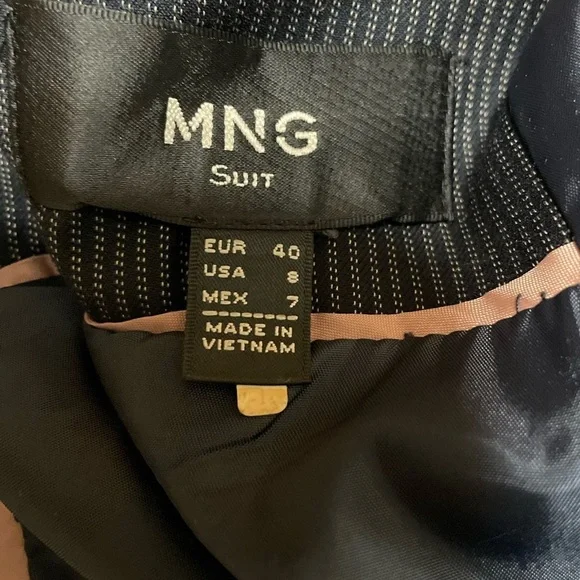 MNG
SUIT
EUR 40
USA 8
MEX 7
MADE IN
VIETNAM